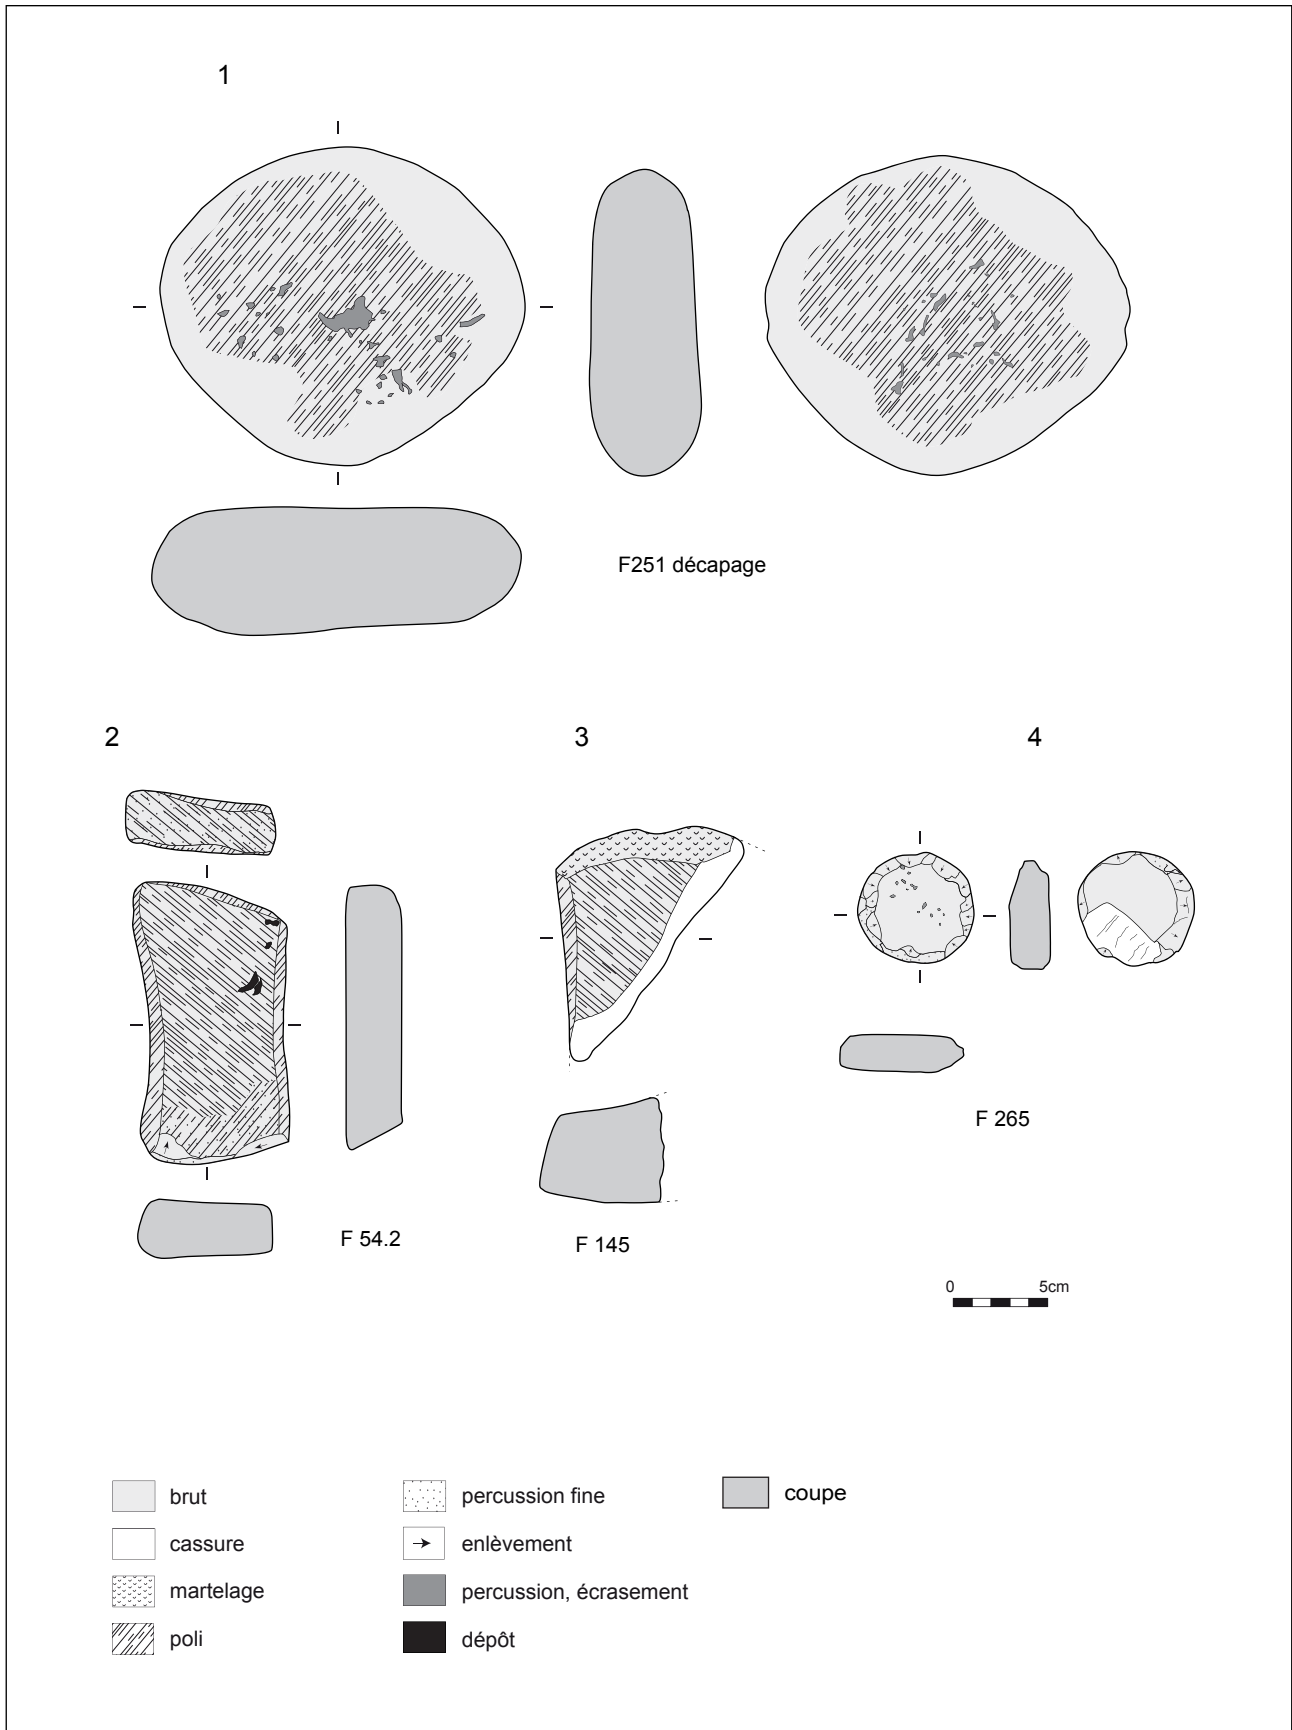 1
F251 décapage
2
3
4
F 265
F 54.2
F 145
0 5cm
brut
percussion fine
coupe
cassure
enlèvement
martelage
percussion, écrasement
poli
dépôt